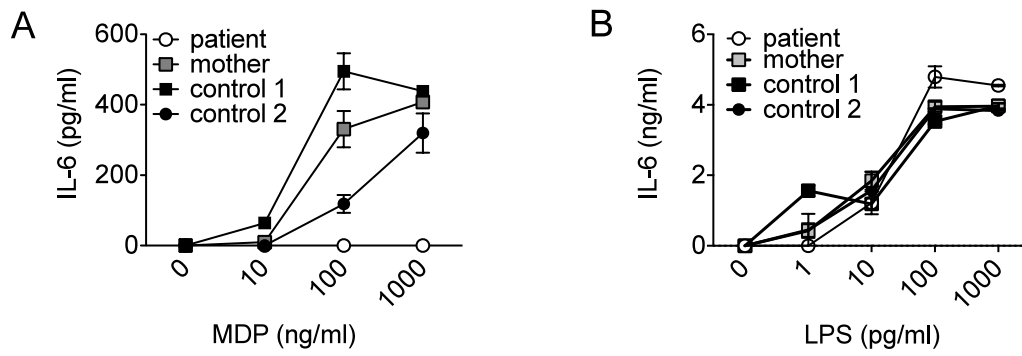 A
IL-6 (pg/ml)
600
400
200
0
patient
mother
control 1
control 2
0
10
100
1000
MDP (ng/ml)
B
IL-6 (ng/ml)
6
4
2
0
patient
mother
control 1
control 2
0
1
10
100
1000
LPS (pg/ml)